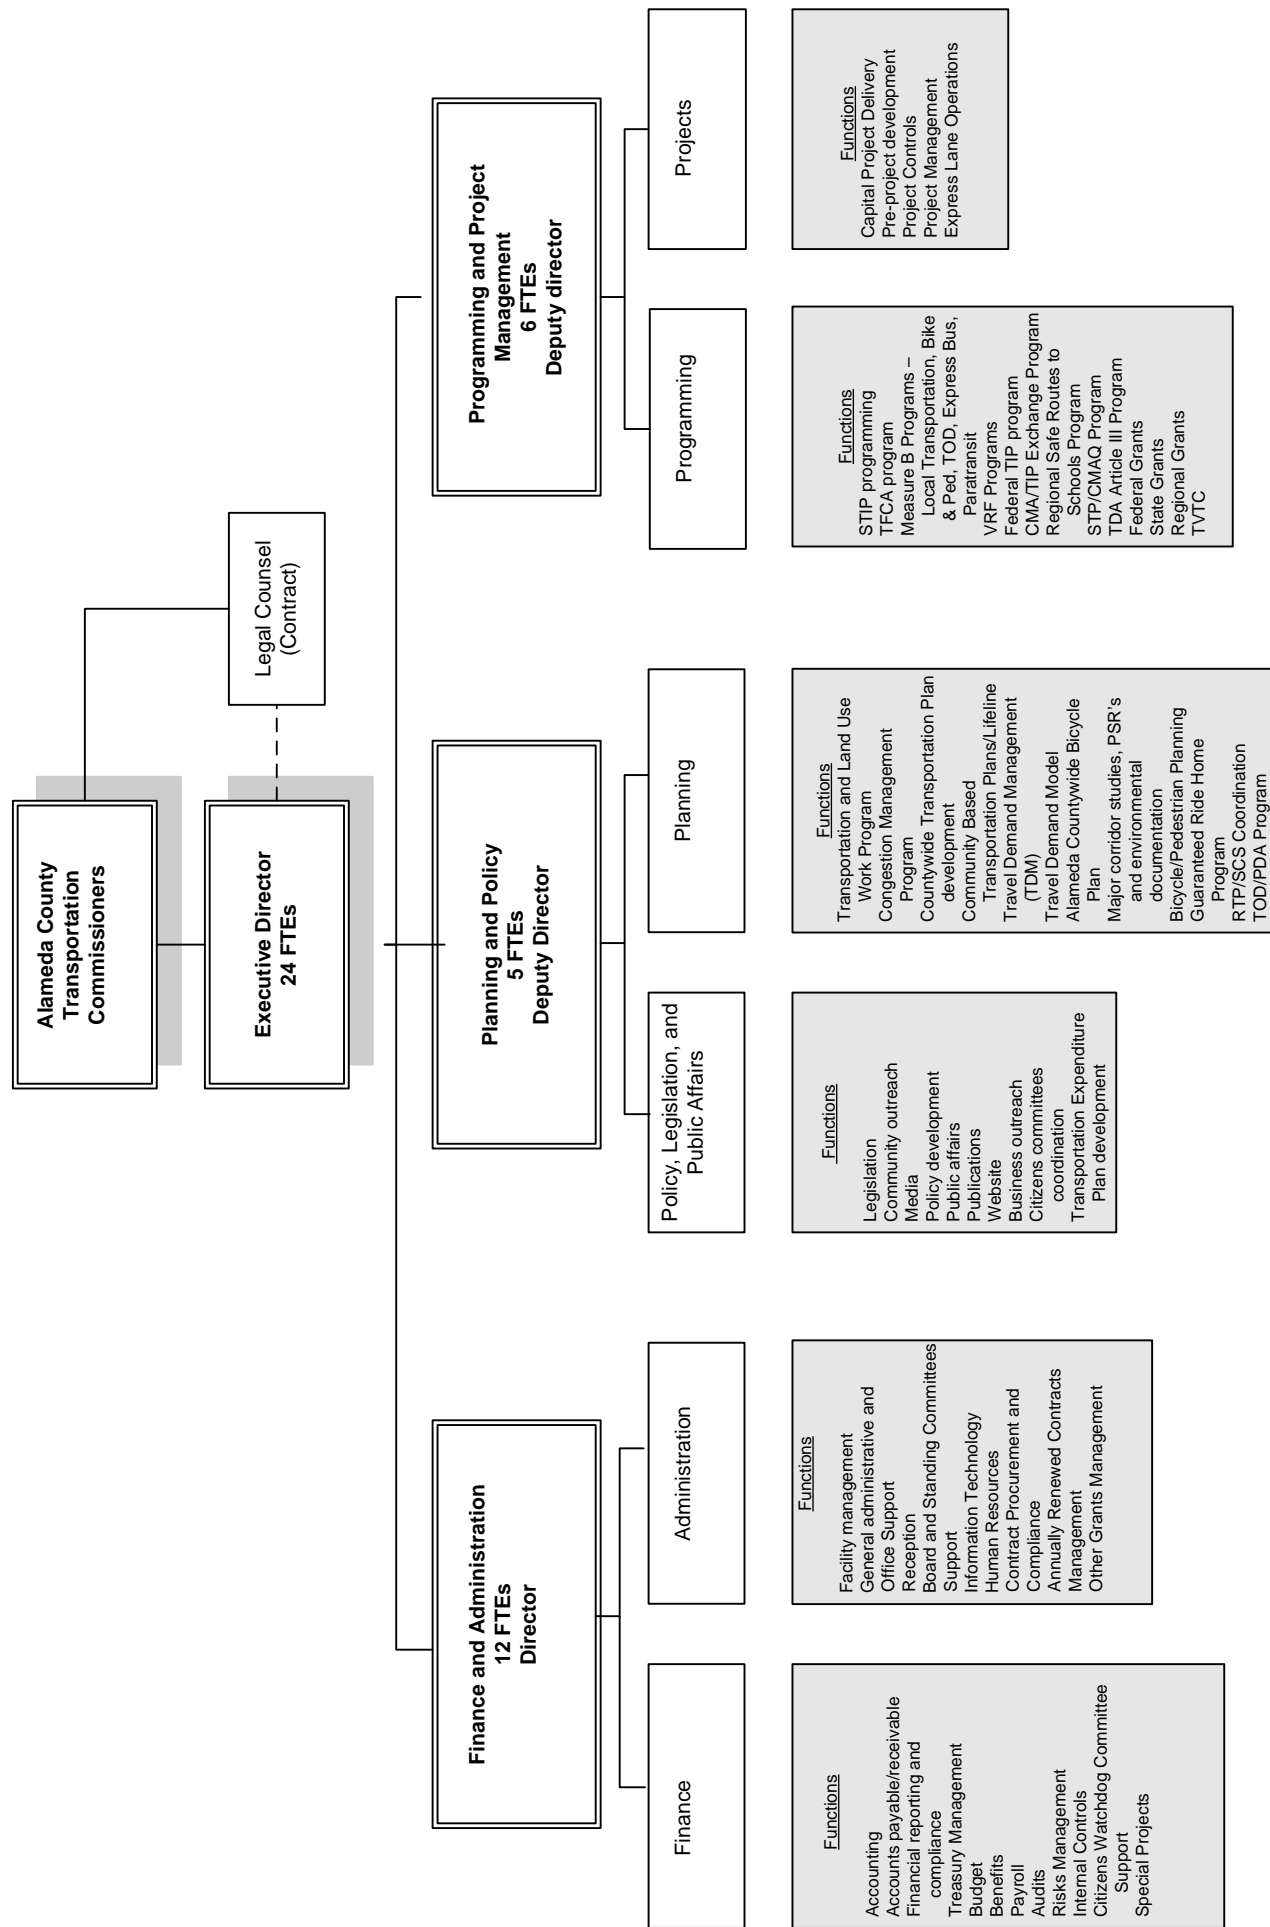 Alameda County
Transportation
Commissioners
Executive Director
24 FTEs
Legal Counsel
(Contract)
Finance and Administration
12 FTEs
Director
Planning and Policy
5 FTEs
Deputy Director
Programming and Project
Management
6 FTEs
Deputy director
Finance
Administration
Policy, Legislation, and
Public Affairs
Planning
Programming
Projects
Functions
Accounting
Accounts payable/receivable
Financial reporting and
compliance
Treasury Management
Budget
Benefits
Payroll
Audits
Risks Management
Internal Controls
Citizens Watchdog Committee
Support
Special Projects
Functions
Facility management
General administrative and
Office Support
Reception
Board and Standing Committees
Support
Information Technology
Human Resources
Contract Procurement and
Compliance
Annually Renewed Contracts
Management
Other Grants Management
Functions
Legislation
Community outreach
Media
Policy development
Public affairs
Publications
Website
Business outreach
Citizens committees
coordination
Transportation Expenditure
Plan development
Functions
Transportation and Land Use
Work Program
Congestion Management
Program
Countywide Transportation Plan
development
Community Based
Transportation Plans/Lifeline
Travel Demand Management
(TDM)
Travel Demand Model
Alameda Countywide Bicycle
Plan
Major corridor studies, PSR's
and environmental
documentation
Bicycle/Pedestrian Planning
Guaranteed Ride Home
Program
RTP/SCS Coordination
TOD/PDA Program
Functions
STIP programming
TFCA program
Measure B Programs –
Local Transportation, Bike
& Ped, TOD, Express Bus,
Paratransit
VRF Programs
Federal TIP program
CMA/TIP Exchange Program
Regional Safe Routes to
Schools Program
STP/CMAQ Program
TDA Article III Program
Federal Grants
State Grants
Regional Grants
TVTC
Functions
Capital Project Delivery
Pre-project development
Project Controls
Project Management
Express Lane Operations